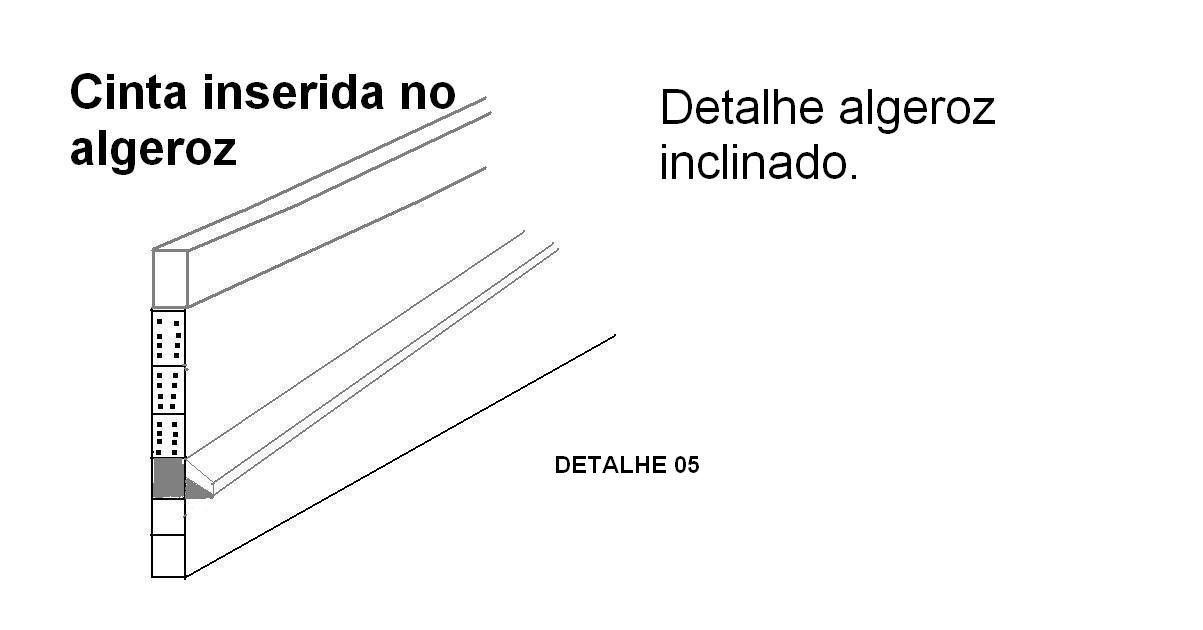 Cinta inserida no
algeroz
Detalhe algeroz
inclinado.
DETALHE 05